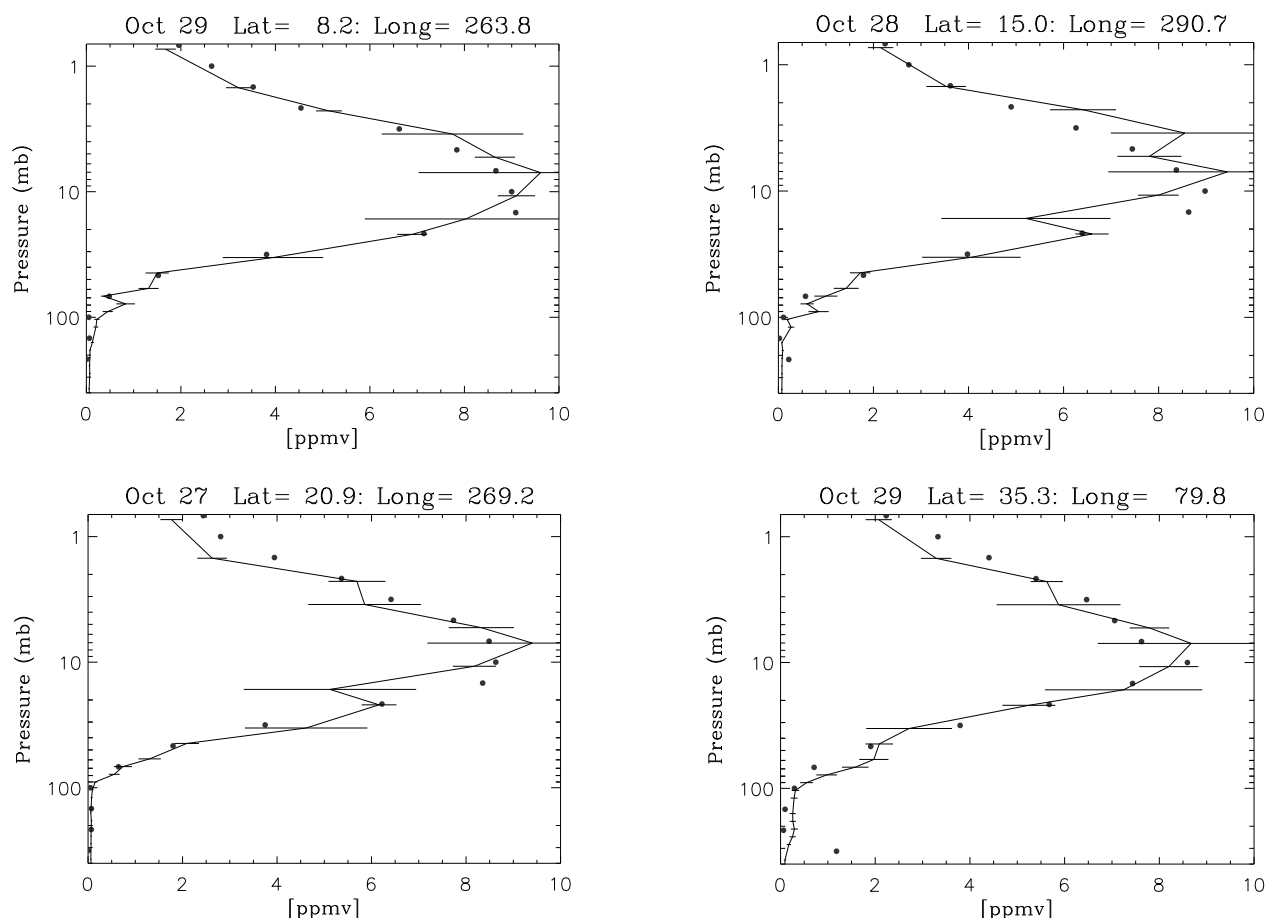 Oct 29 Lat= 8.2: Long= 263.8
Pressure (mb)
1
10
100
0 2 4 6 8 10
[ppmv]
Oct 28 Lat= 15.0: Long= 290.7
Pressure (mb)
1
10
100
0 2 4 6 8 10
[ppmv]
Oct 27 Lat= 20.9: Long= 269.2
Pressure (mb)
1
10
100
0 2 4 6 8 10
[ppmv]
Oct 29 Lat= 35.3: Long= 79.8
Pressure (mb)
1
10
100
0 2 4 6 8 10
[ppmv]